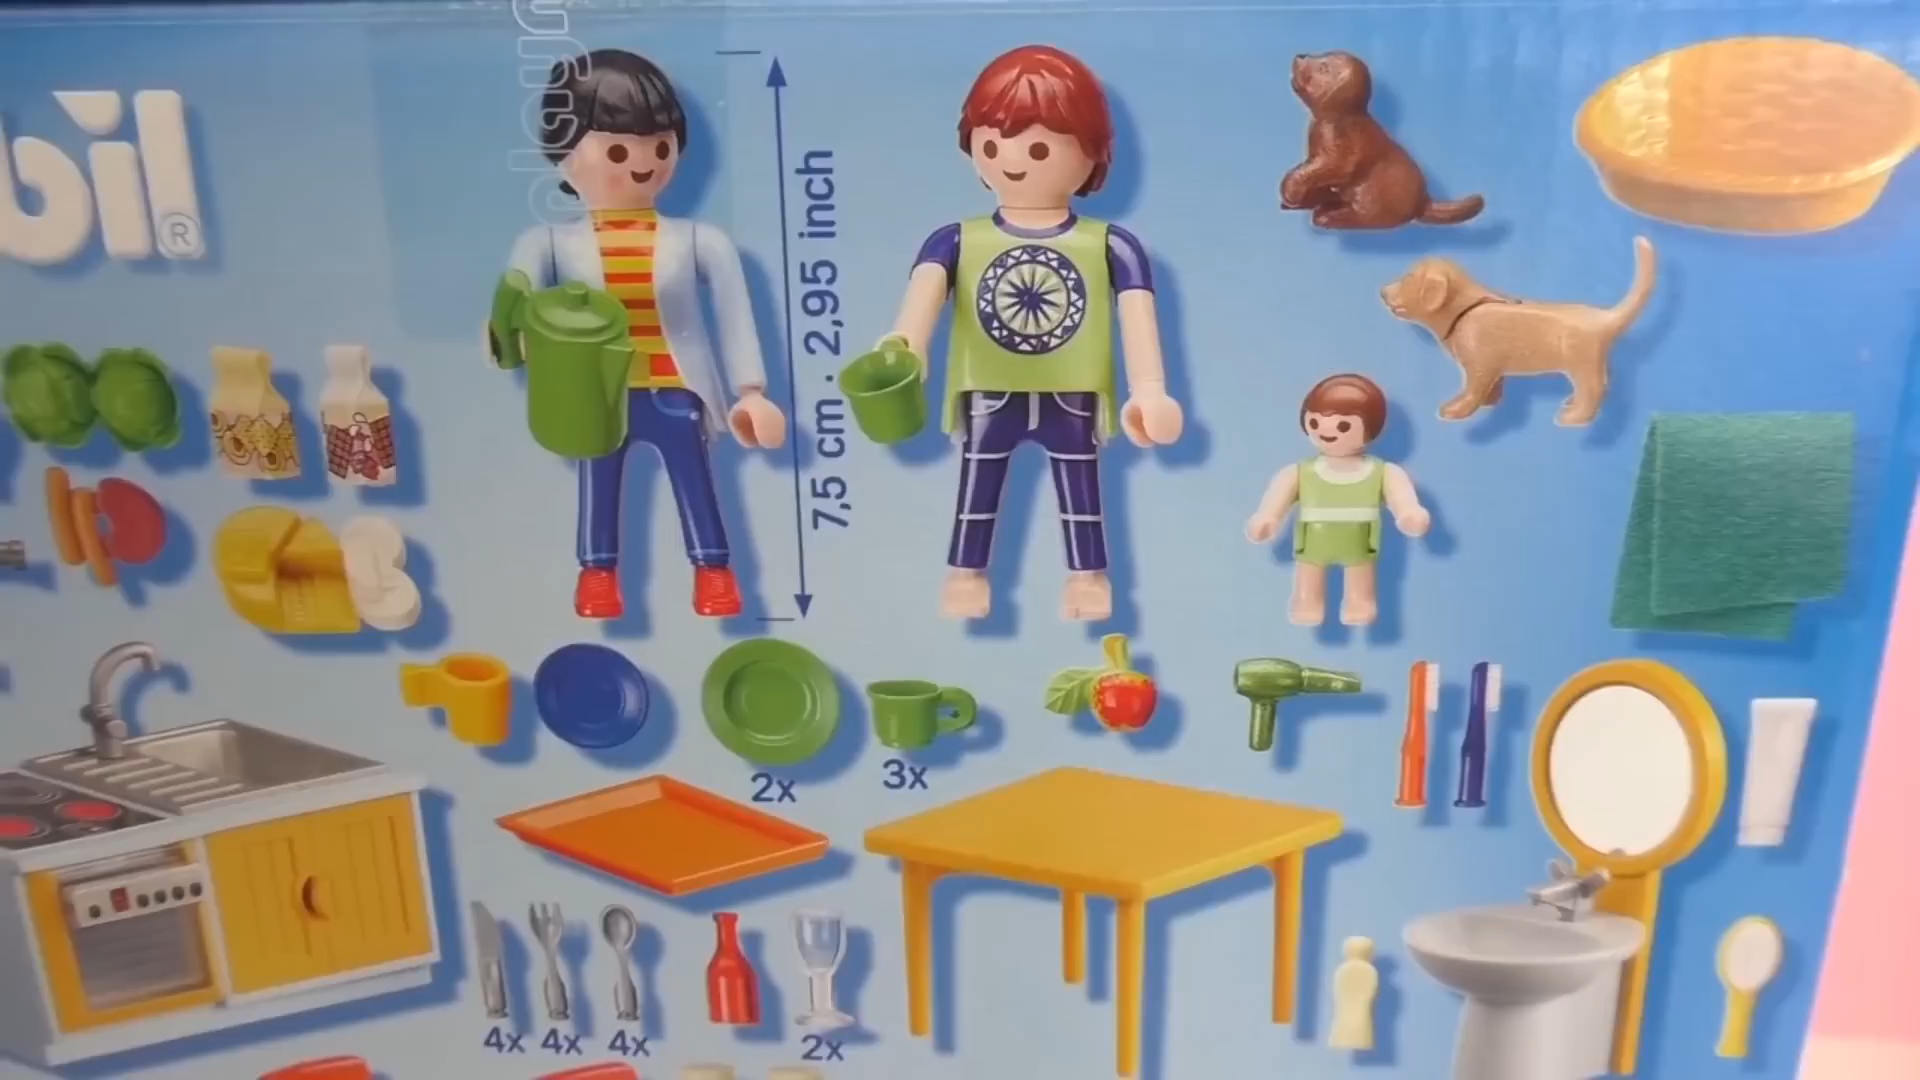 bil®
7,5 cm . 2,95 inch
2x
3x
4x
4x
4x
2x